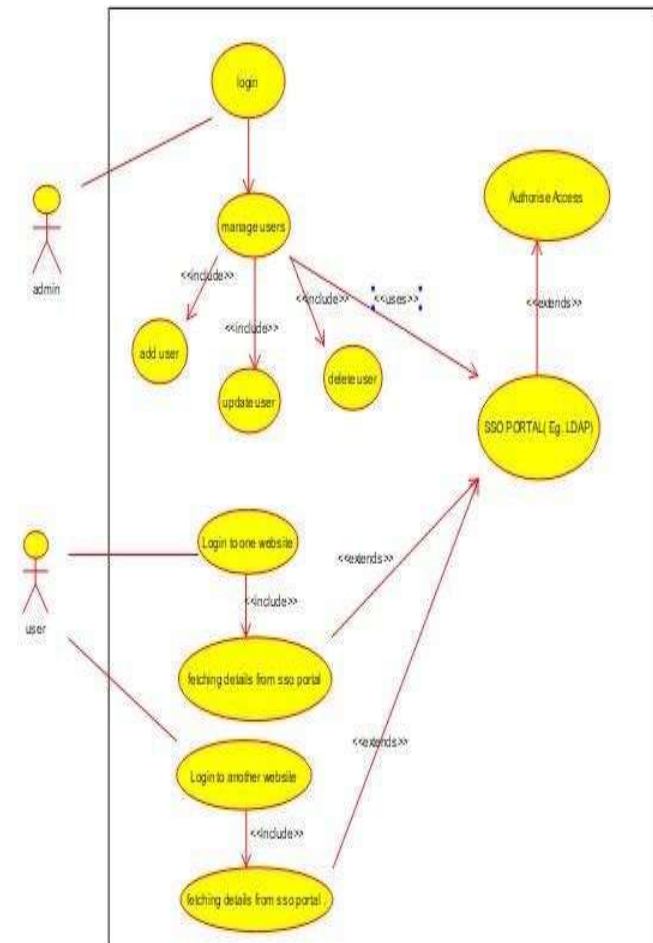 login
Authorise Access
admin
manage users
<<include>>
<<include>>
<<uses>>
<<extends>>
<<include>>
add user
delete user
update user
SSO PORTAL( Eg. LDAP)
Login to one website
<<extends>>
<<include>>
user
fetching details from sso portal
<<extends>>
Login to another website
<<include>>
fetching details from sso portal .